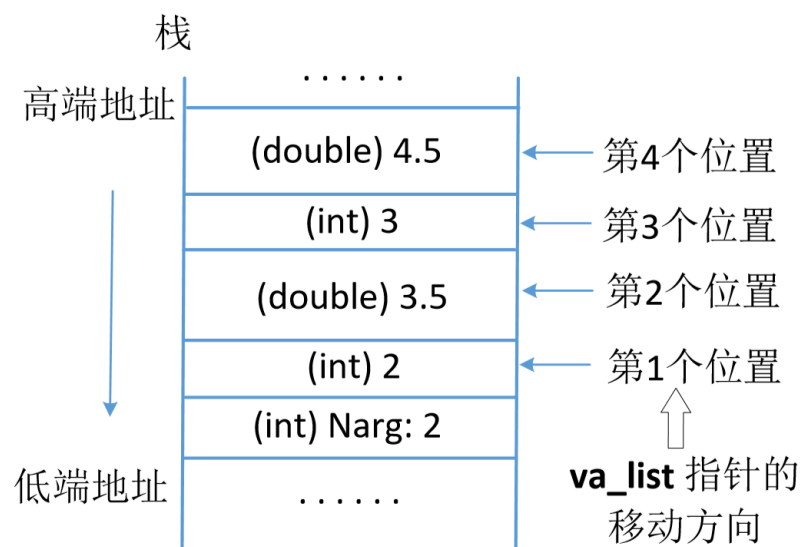 栈
......
高端地址
(double) 4.5
第4个位置
(int) 3
第3个位置
(double) 3.5
第2个位置
(int) 2
第1个位置
(int) Narg: 2
低端地址
......
va_list 指针的
移动方向